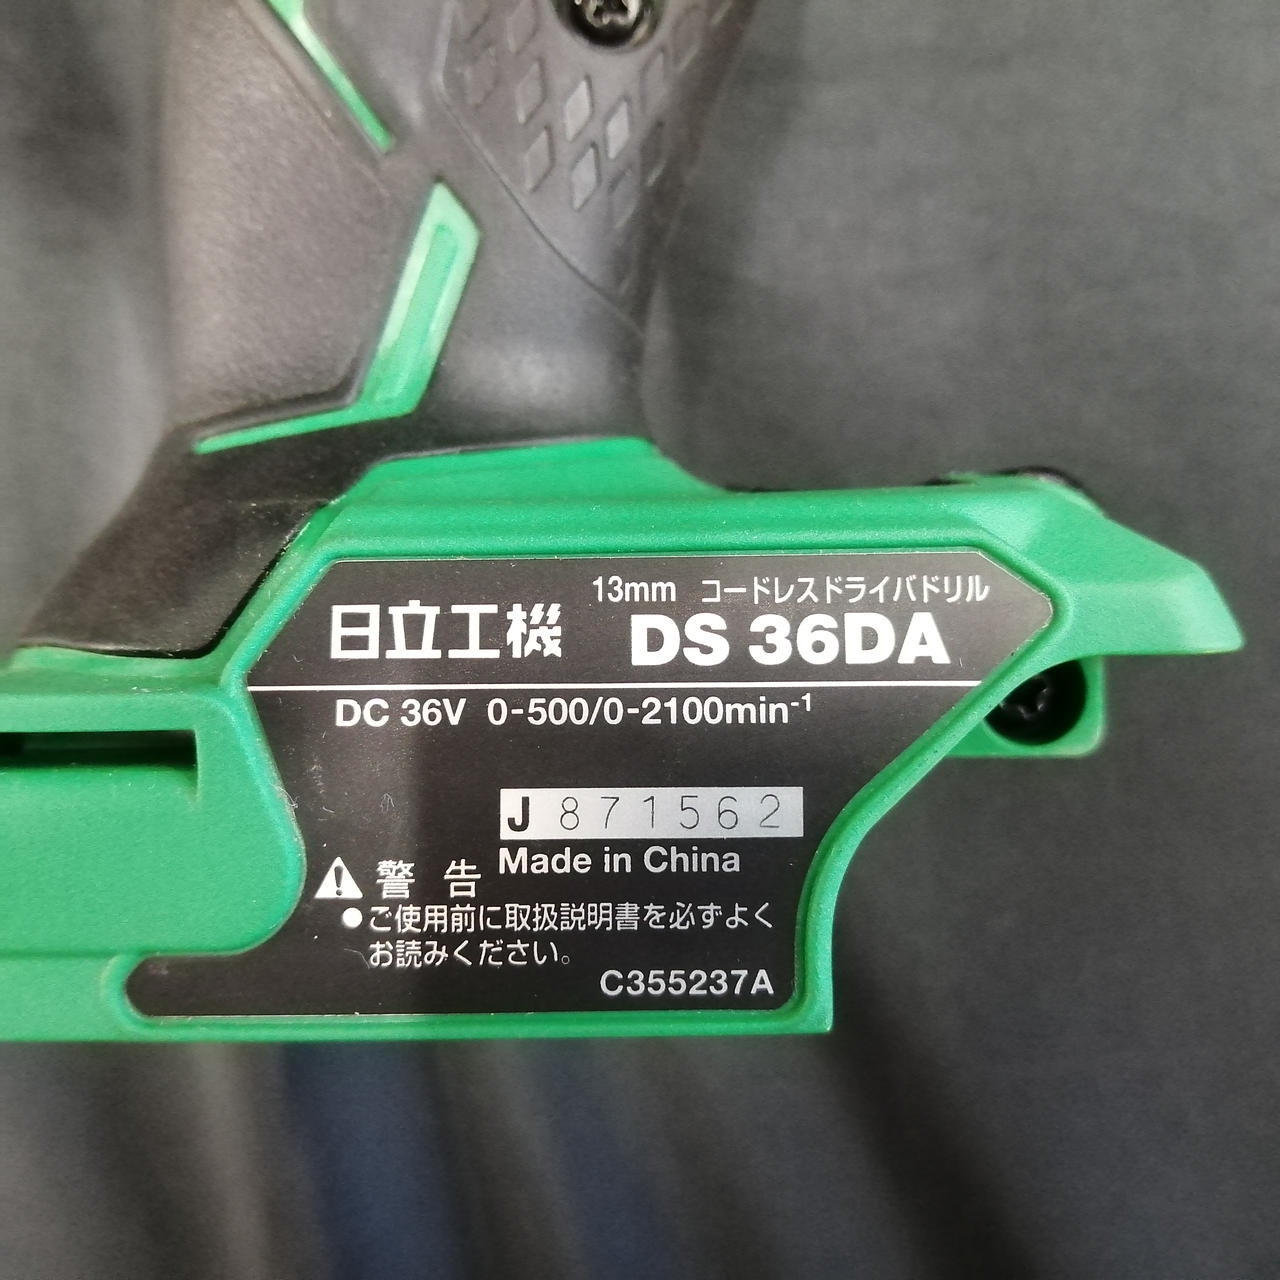 13mm コードレスドライバドリル
日立工機 DS 36DA
DC 36V 0-500/0-2100min⁻¹
J 871562
Made in China
警告
●ご使用前に取扱説明書を必ずよく
お読みください。
C355237A